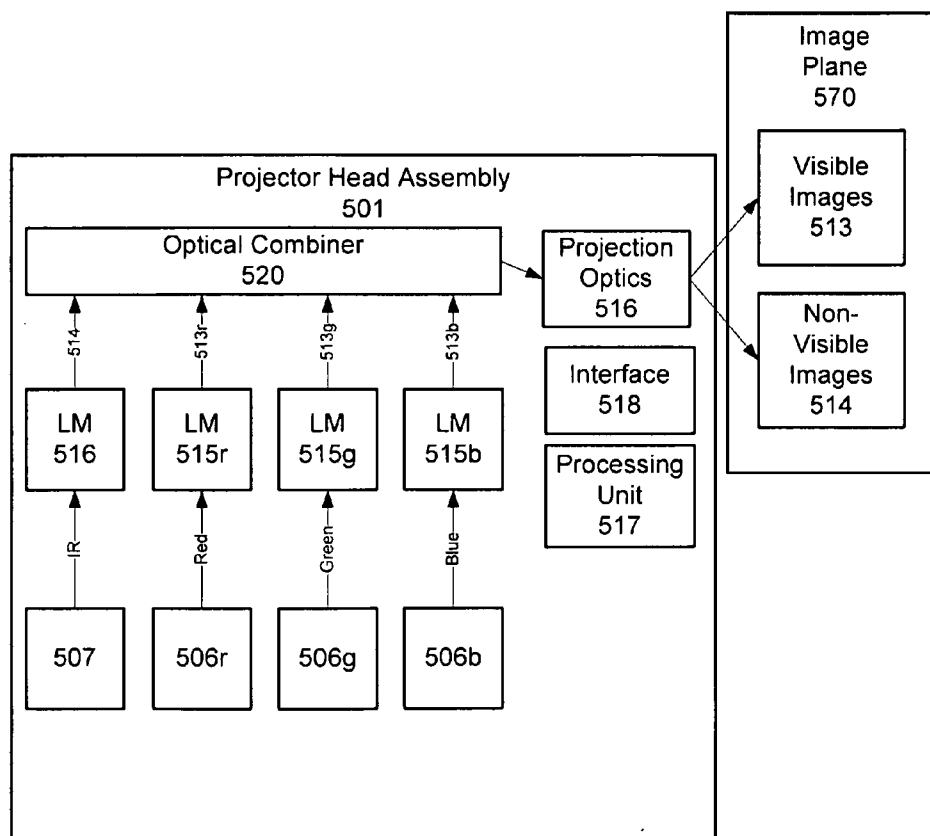 Image
Plane
570
Visible
Images
513
Non-
Visible
Images
514
Projector Head Assembly
501
Optical Combiner
520
Projection
Optics
516
Interface
518
Processing
Unit
517
514
513r
513g
513b
LM
516
LM
515r
LM
515g
LM
515b
IR
Red
Green
Blue
507
506r
506g
506b